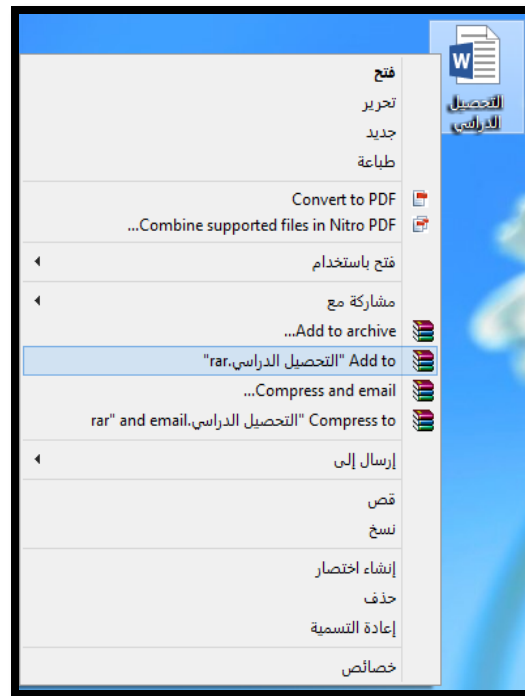 التحصيل
الدراسي
فتح
تحرير
جديد
طباعة
Convert to PDF
Combine supported files in Nitro PDF...
فتح باستخدام
مشاركة مع
Add to archive...
Add to "التحصيل الدراسي.rar"
Compress and email...
Compress to "التحصيل الدراسي.rar" and email
إرسال إلى
قص
نسخ
إنشاء اختصار
حذف
إعادة التسمية
خصائص